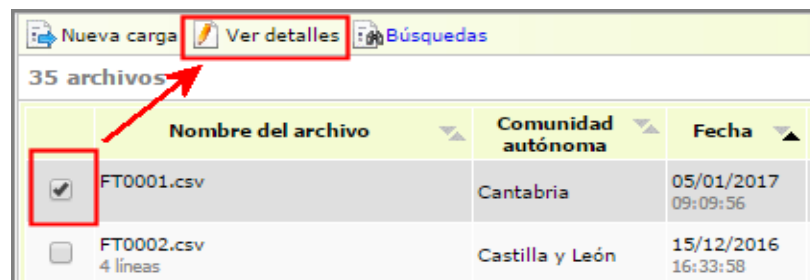 Nueva carga Ver detalles Búsquedas
35 archivos
Nombre del archivo Comunidad autónoma Fecha
FT0001.csv Cantabria 05/01/2017
09:09:56
FT0002.csv Castilla y León 15/12/2016
4 líneas 16:33:58